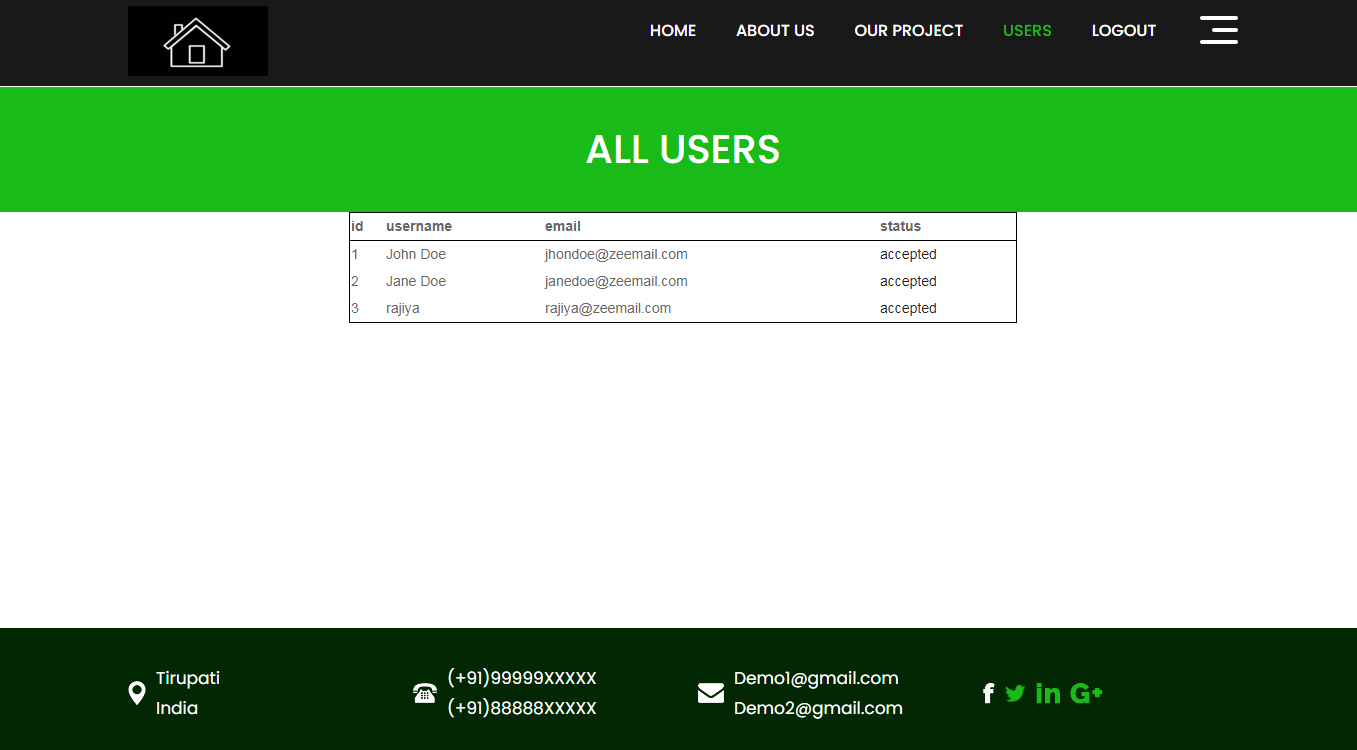 HOME ABOUT US OUR PROJECT USERS LOGOUT
ALL USERS
id username email status
1 John Doe jhondoe@zeemail.com accepted
2 Jane Doe janedoe@zeemail.com accepted
3 rajiya rajiya@zeemail.com accepted
Tirupati
India
(+91)99999XXXXX
(+91)88888XXXXX
Demo1@gmail.com
Demo2@gmail.com
f in G+